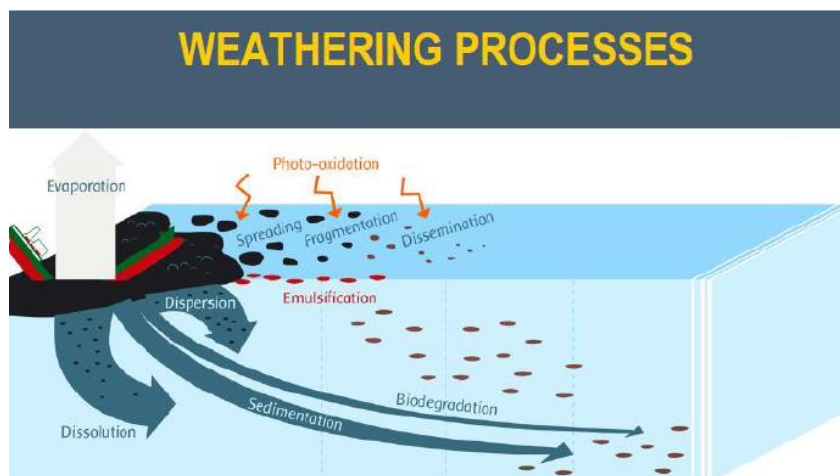 WEATHERING PROCESSES
Photo-oxidation
Evaporation
Spreading
Fragmentation
Dissemination
Dispersion
Emulsification
Biodegradation
Sedimentation
Dissolution